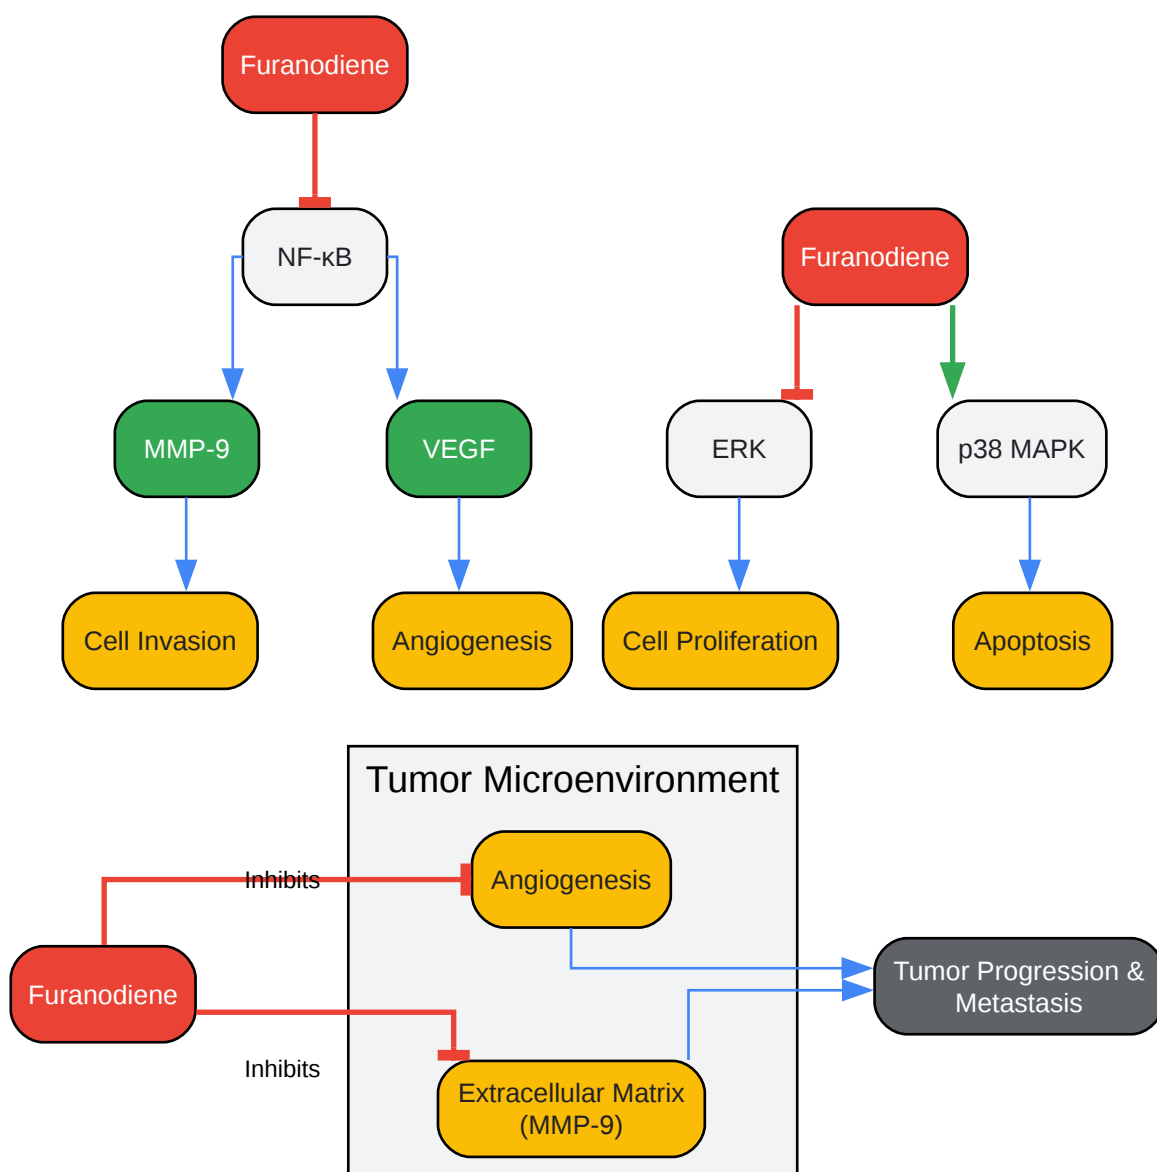 Furanodiene
NF-κB
Furanodiene
MMP-9
VEGF
ERK
p38 MAPK
Cell Invasion
Angiogenesis
Cell Proliferation
Apoptosis
Tumor Microenvironment
Inhibits
Angiogenesis
Furanodiene
Tumor Progression &
Metastasis
Inhibits
Extracellular Matrix
(MMP-9)